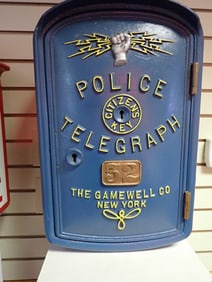 POLICE
CITIZENS
KEY
TELEGRAPH
52
THE GAMEWELL CO
NEW YORK